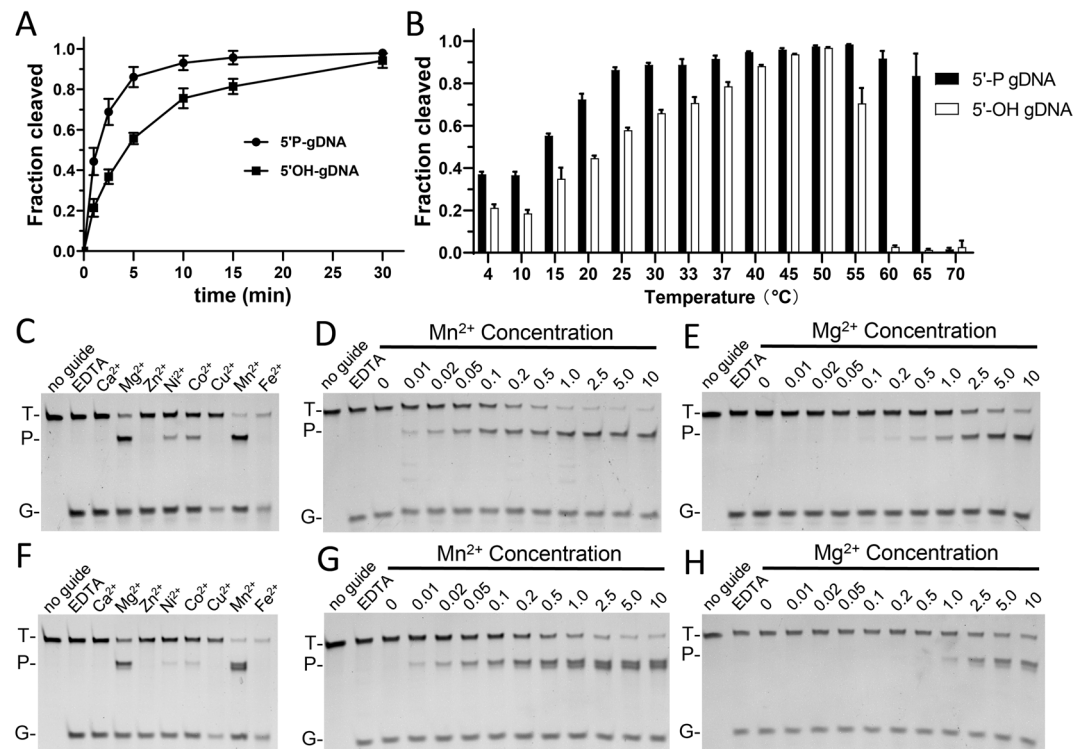 A
Fraction cleaved
1.0
0.8
0.6
0.4
0.2
0.0
5'P-gDNA
5'OH-gDNA
0 5 10 15 20 25 30
time (min)
B
Fraction cleaved
1.0
0.8
0.6
0.4
0.2
0.0
5'-P gDNA
5'-OH gDNA
4 10 15 20 25 30 33 37 40 45 50 55 60 65 70
Temperature（°C）
C
no guide EDTA Ca²⁺ Mg²⁺ Zn²⁺ Ni²⁺ Co²⁺ Cu²⁺ Mn²⁺ Fe²⁺
T-
P-
G-
D
Mn²⁺ Concentration
no guide EDTA 0 0.01 0.02 0.05 0.1 0.2 0.5 1.0 2.5 5.0 10
T-
P-
G-
E
Mg²⁺ Concentration
no guide EDTA 0 0.01 0.02 0.05 0.1 0.2 0.5 1.0 2.5 5.0 10
T-
P-
G-
F
no guide EDTA Ca²⁺ Mg²⁺ Zn²⁺ Ni²⁺ Co²⁺ Cu²⁺ Mn²⁺ Fe²⁺
T-
P-
G-
G
Mn²⁺ Concentration
no guide EDTA 0 0.01 0.02 0.05 0.1 0.2 0.5 1.0 2.5 5.0 10
T-
P-
G-
H
Mg²⁺ Concentration
no guide EDTA 0 0.01 0.02 0.05 0.1 0.2 0.5 1.0 2.5 5.0 10
T-
P-
G-